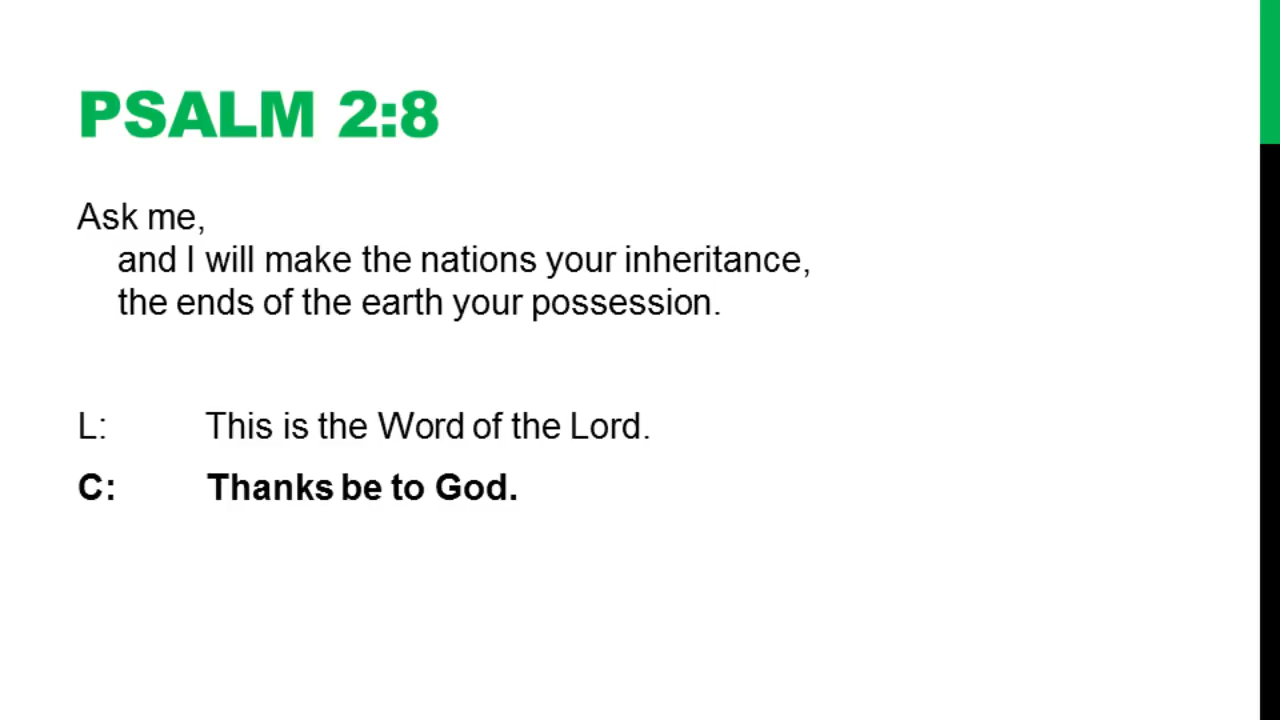 PSALM 2:8
Ask me,
and I will make the nations your inheritance,
the ends of the earth your possession.
L: This is the Word of the Lord.
C: Thanks be to God.